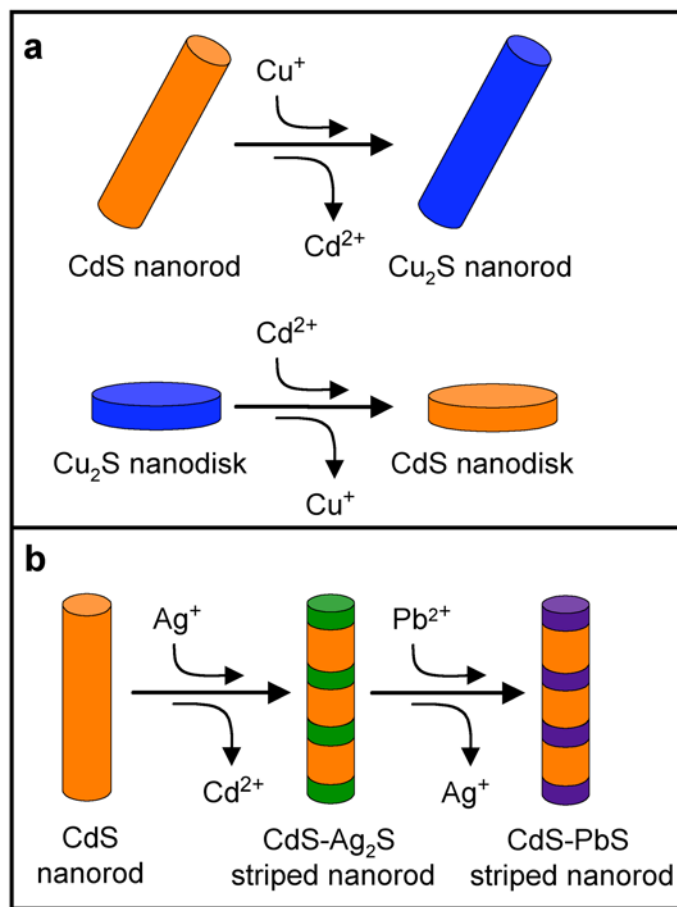 a
Cu⁺
Cd²⁺
CdS nanorod
Cu₂S nanorod
Cd²⁺
Cu₂S nanodisk
CdS nanodisk
Cu⁺
b
Ag⁺
Pb²⁺
Cd²⁺
Ag⁺
CdS
nanorod
CdS-Ag₂S
striped nanorod
CdS-PbS
striped nanorod